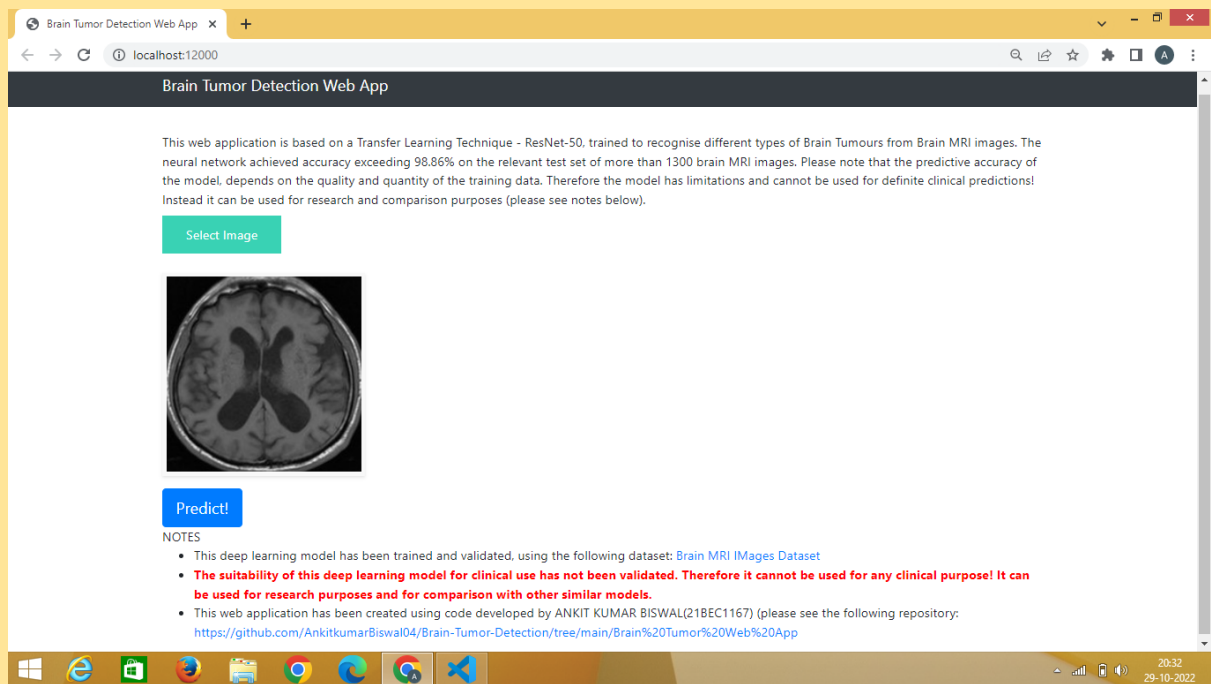 Brain Tumor Detection Web App
localhost:12000
A
Brain Tumor Detection Web App
This web application is based on a Transfer Learning Technique - ResNet-50, trained to recognise different types of Brain Tumours from Brain MRI images. The
neural network achieved accuracy exceeding 98.86% on the relevant test set of more than 1300 brain MRI images. Please note that the predictive accuracy of
the model, depends on the quality and quantity of the training data. Therefore the model has limitations and cannot be used for definite clinical predictions!
Instead it can be used for research and comparison purposes (please see notes below).
Select Image
Predict!
NOTES
This deep learning model has been trained and validated, using the following dataset: Brain MRI IMages Dataset
The suitability of this deep learning model for clinical use has not been validated. Therefore it cannot be used for any clinical purpose! It can
be used for research purposes and for comparison with other similar models.
This web application has been created using code developed by ANKIT KUMAR BISWAL(21BEC1167) (please see the following repository:
https://github.com/AnkitkumarBiswal04/Brain-Tumor-Detection/tree/main/Brain%20Tumor%20Web%20App
20:32
29-10-2022